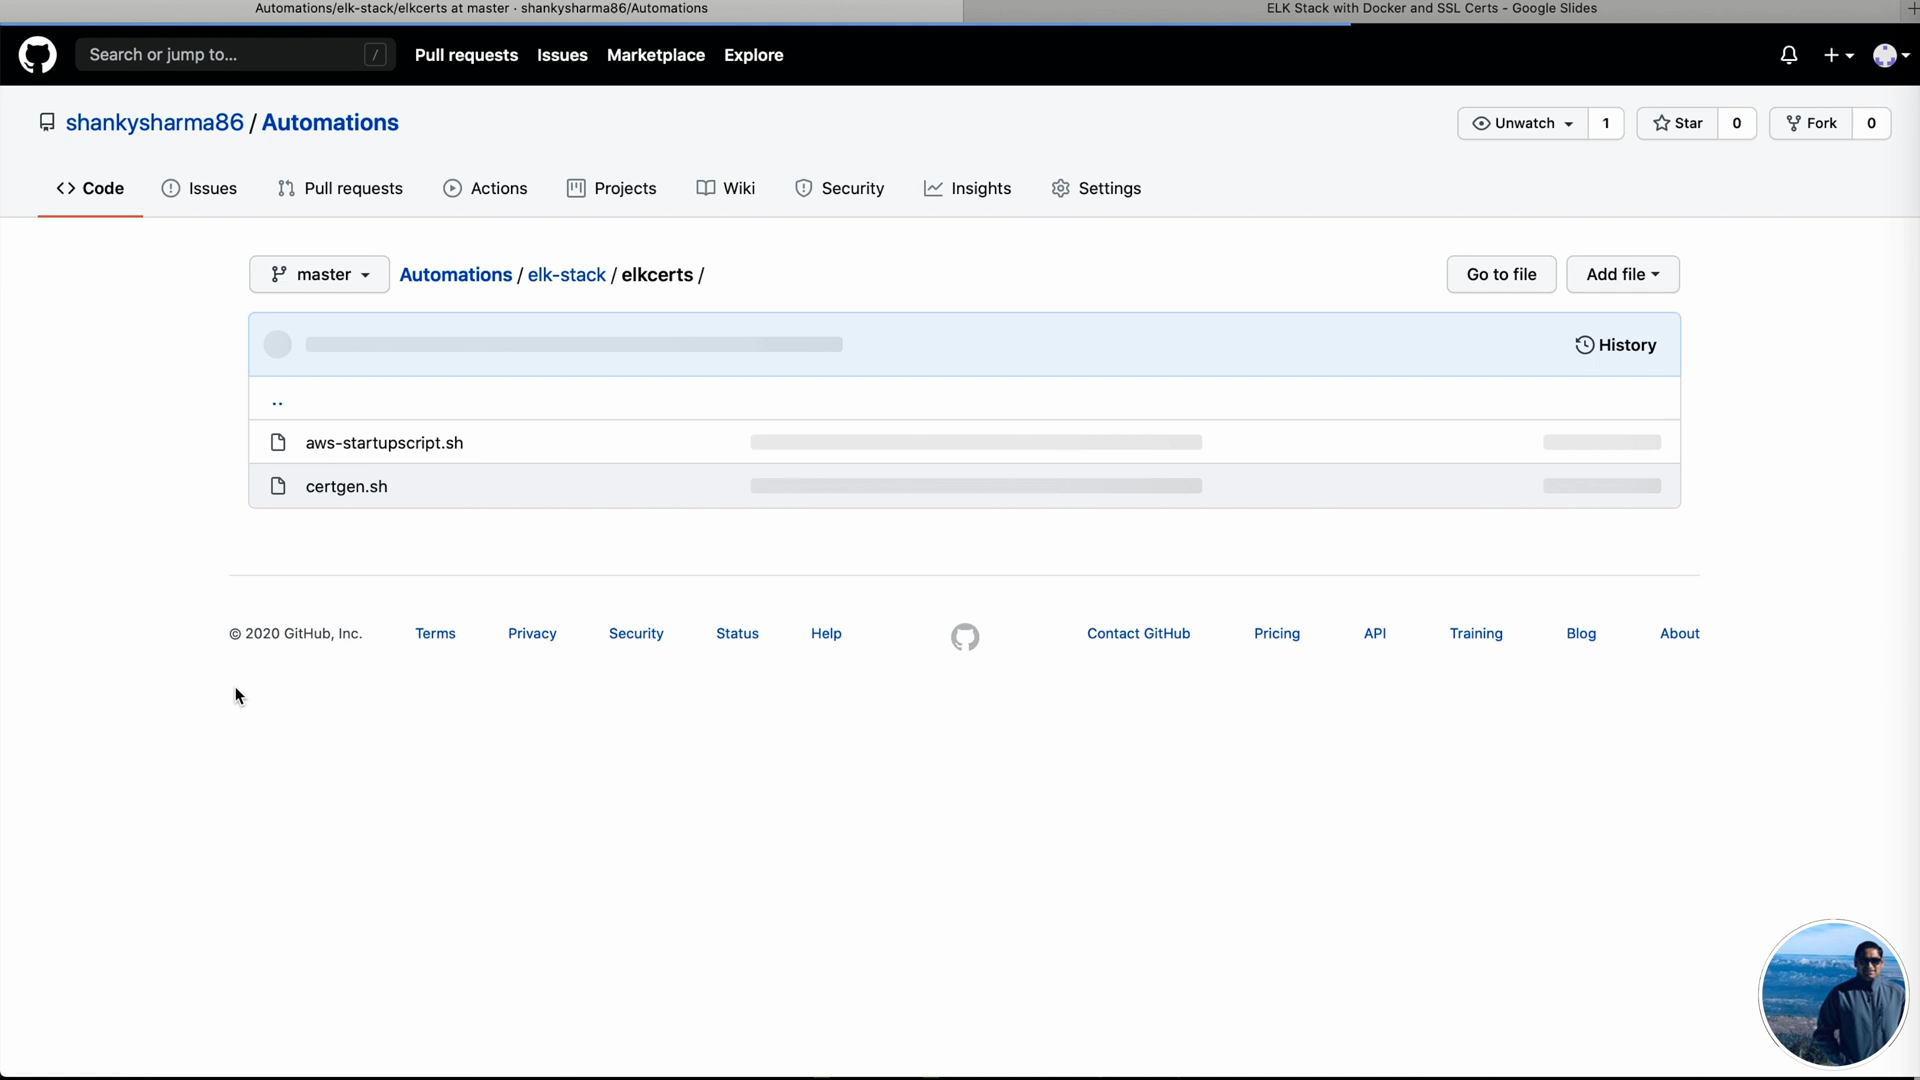 Automations/elk-stack/elkcerts at master · shankysharma86/Automations
ELK Stack with Docker and SSL Certs - Google Slides
Search or jump to... /
Pull requests Issues Marketplace Explore
shankysharma86 / Automations
Unwatch 1 Star 0 Fork 0
Code Issues Pull requests Actions Projects Wiki Security Insights Settings
master Automations / elk-stack / elkcerts / Go to file Add file
History
..
aws-startupscript.sh
certgen.sh
© 2020 GitHub, Inc. Terms Privacy Security Status Help Contact GitHub Pricing API Training Blog About